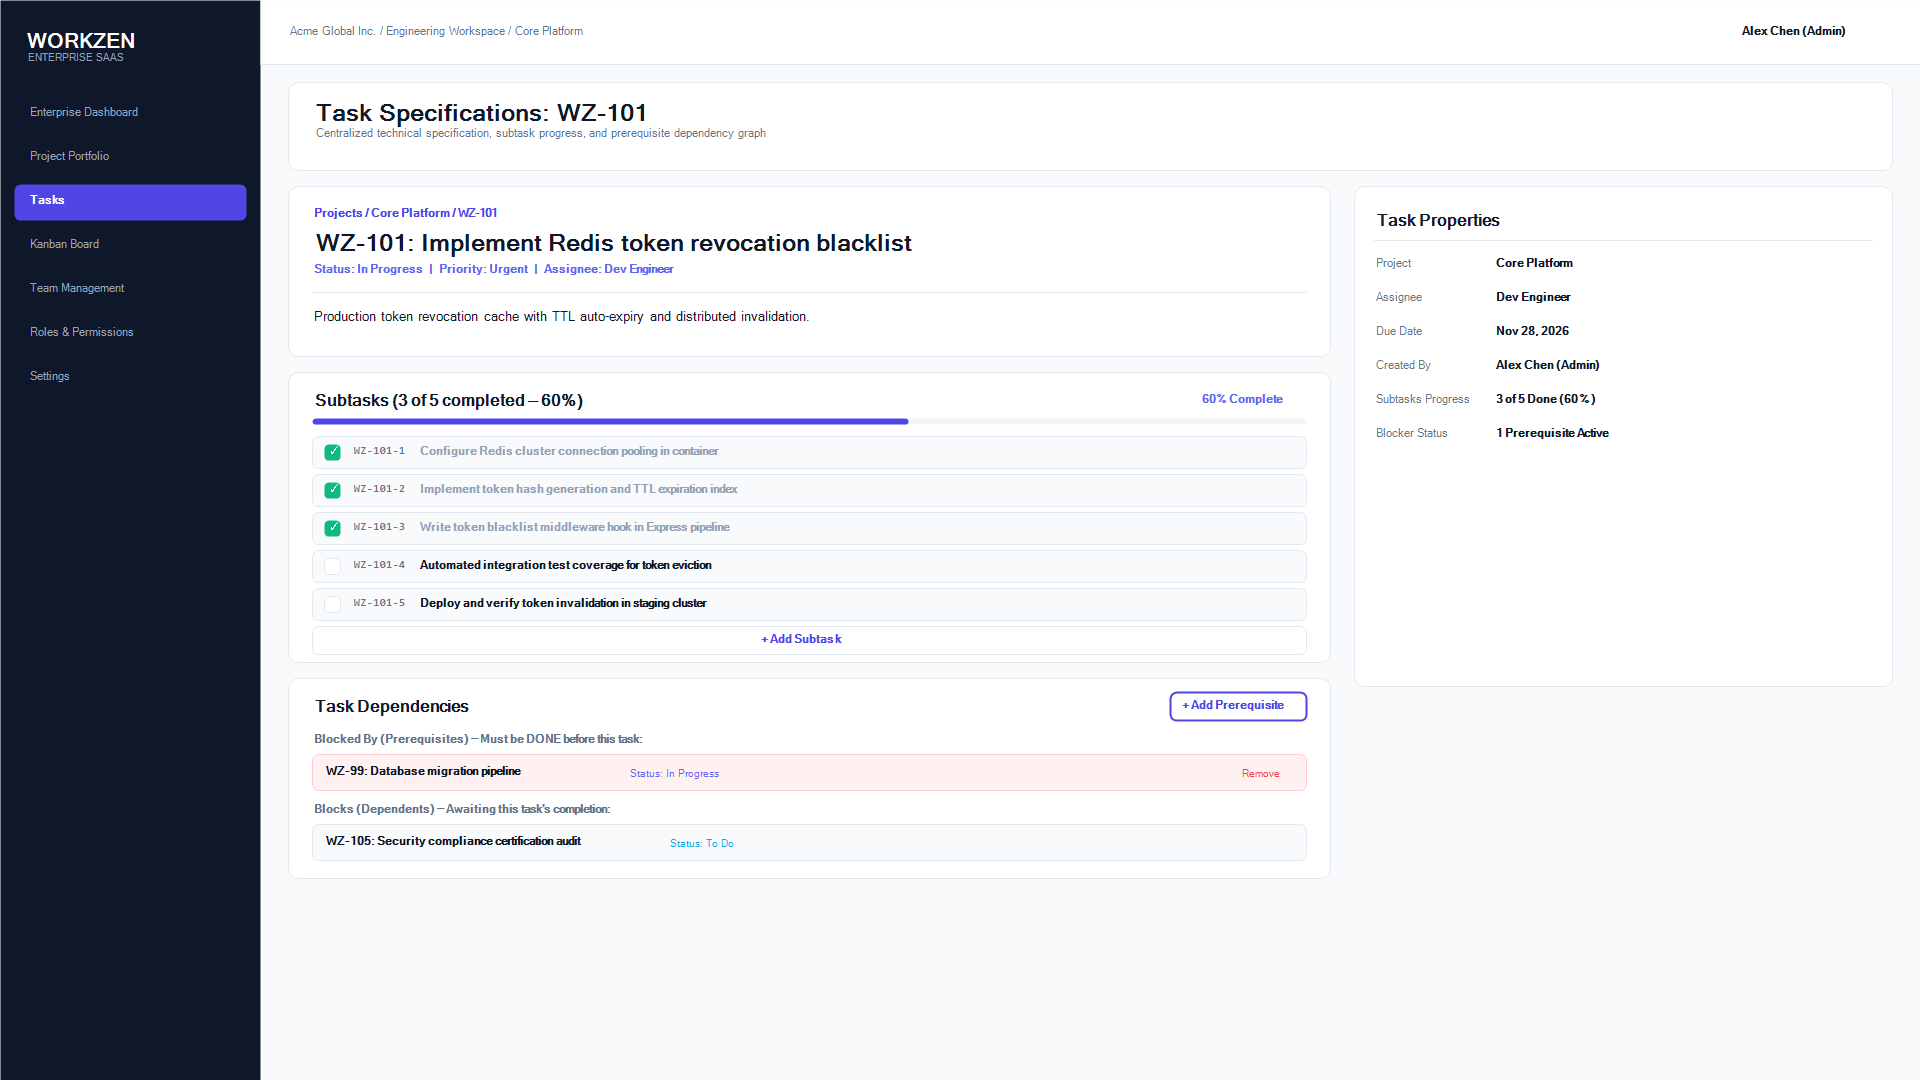 WORKZEN
ENTERPRISE SAAS
Enterprise Dashboard
Project Portfolio
Tasks
Kanban Board
Team Management
Roles & Permissions
Settings
Acme Global Inc. / Engineering Workspace / Core Platform
Alex Chen (Admin)
Task Specifications: WZ-101
Centralized technical specification, subtask progress, and prerequisite dependency graph
Projects / Core Platform / WZ-101
WZ-101: Implement Redis token revocation blacklist
Status: In Progress | Priority: Urgent | Assignee: Dev Engineer
Production token revocation cache with TTL auto-expiry and distributed invalidation.
Subtasks (3 of 5 completed — 60%)
60% Complete
WZ-101-1 Configure Redis cluster connection pooling in container
WZ-101-2 Implement token hash generation and TTL expiration index
WZ-101-3 Write token blacklist middleware hook in Express pipeline
WZ-101-4 Automated integration test coverage for token eviction
WZ-101-5 Deploy and verify token invalidation in staging cluster
+ Add Subtask
Task Dependencies
+ Add Prerequisite
Blocked By (Prerequisites) — Must be DONE before this task:
WZ-99: Database migration pipeline Status: In Progress Remove
Blocks (Dependents) — Awaiting this task's completion:
WZ-105: Security compliance certification audit Status: To Do
Task Properties
Project Core Platform
Assignee Dev Engineer
Due Date Nov 28, 2026
Created By Alex Chen (Admin)
Subtasks Progress 3 of 5 Done (60%)
Blocker Status 1 Prerequisite Active